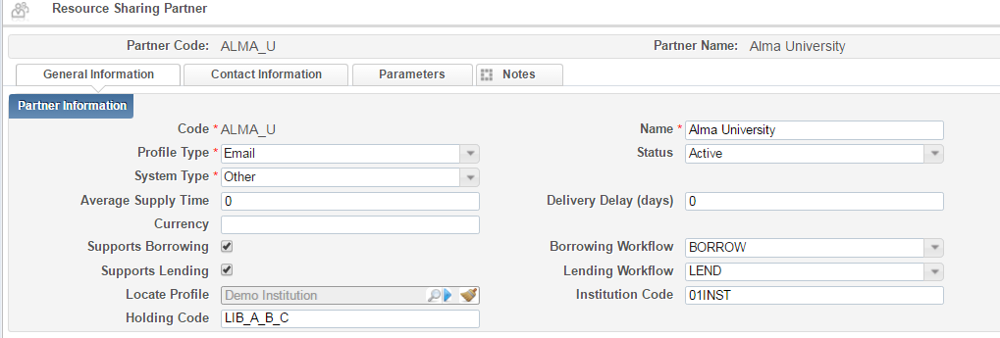 Resource Sharing Partner
Partner Code: ALMA_U Partner Name: Alma University
General Information Contact Information Parameters Notes
Partner Information
Code * ALMA_U Name * Alma University
Profile Type * Email Status Active
System Type * Other
Average Supply Time 0 Delivery Delay (days) 0
Currency
Supports Borrowing Borrowing Workflow BORROW
Supports Lending Lending Workflow LEND
Locate Profile Demo Institution Institution Code 01INST
Holding Code LIB_A_B_C